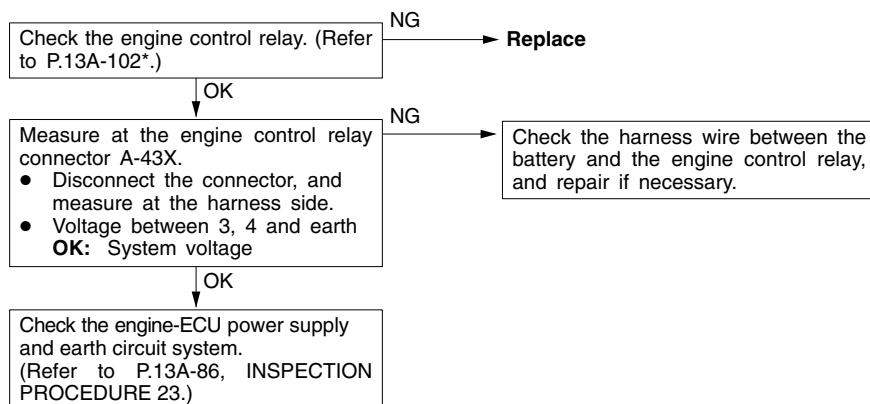 Check the engine control relay. (Refer
to P.13A-102*.)
NG
Replace
OK
Measure at the engine control relay
connector A-43X.
● Disconnect the connector, and
measure at the harness side.
● Voltage between 3, 4 and earth
OK: System voltage
NG
Check the harness wire between the
battery and the engine control relay,
and repair if necessary.
OK
Check the engine-ECU power supply
and earth circuit system.
(Refer to P.13A-86, INSPECTION
PROCEDURE 23.)